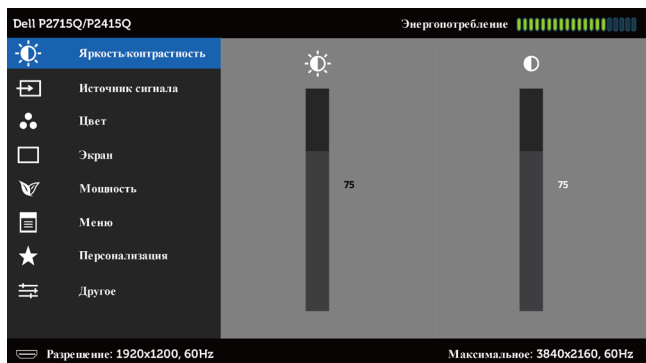 Dell P2715Q/P2415Q Энергопотребление
Яркость/контрастность
Источник сигнала
Цвет
Экран
Мощность 75 75
Меню
Персонализация
Другое
Разрешение: 1920x1200, 60Hz Максимальное: 3840x2160, 60Hz